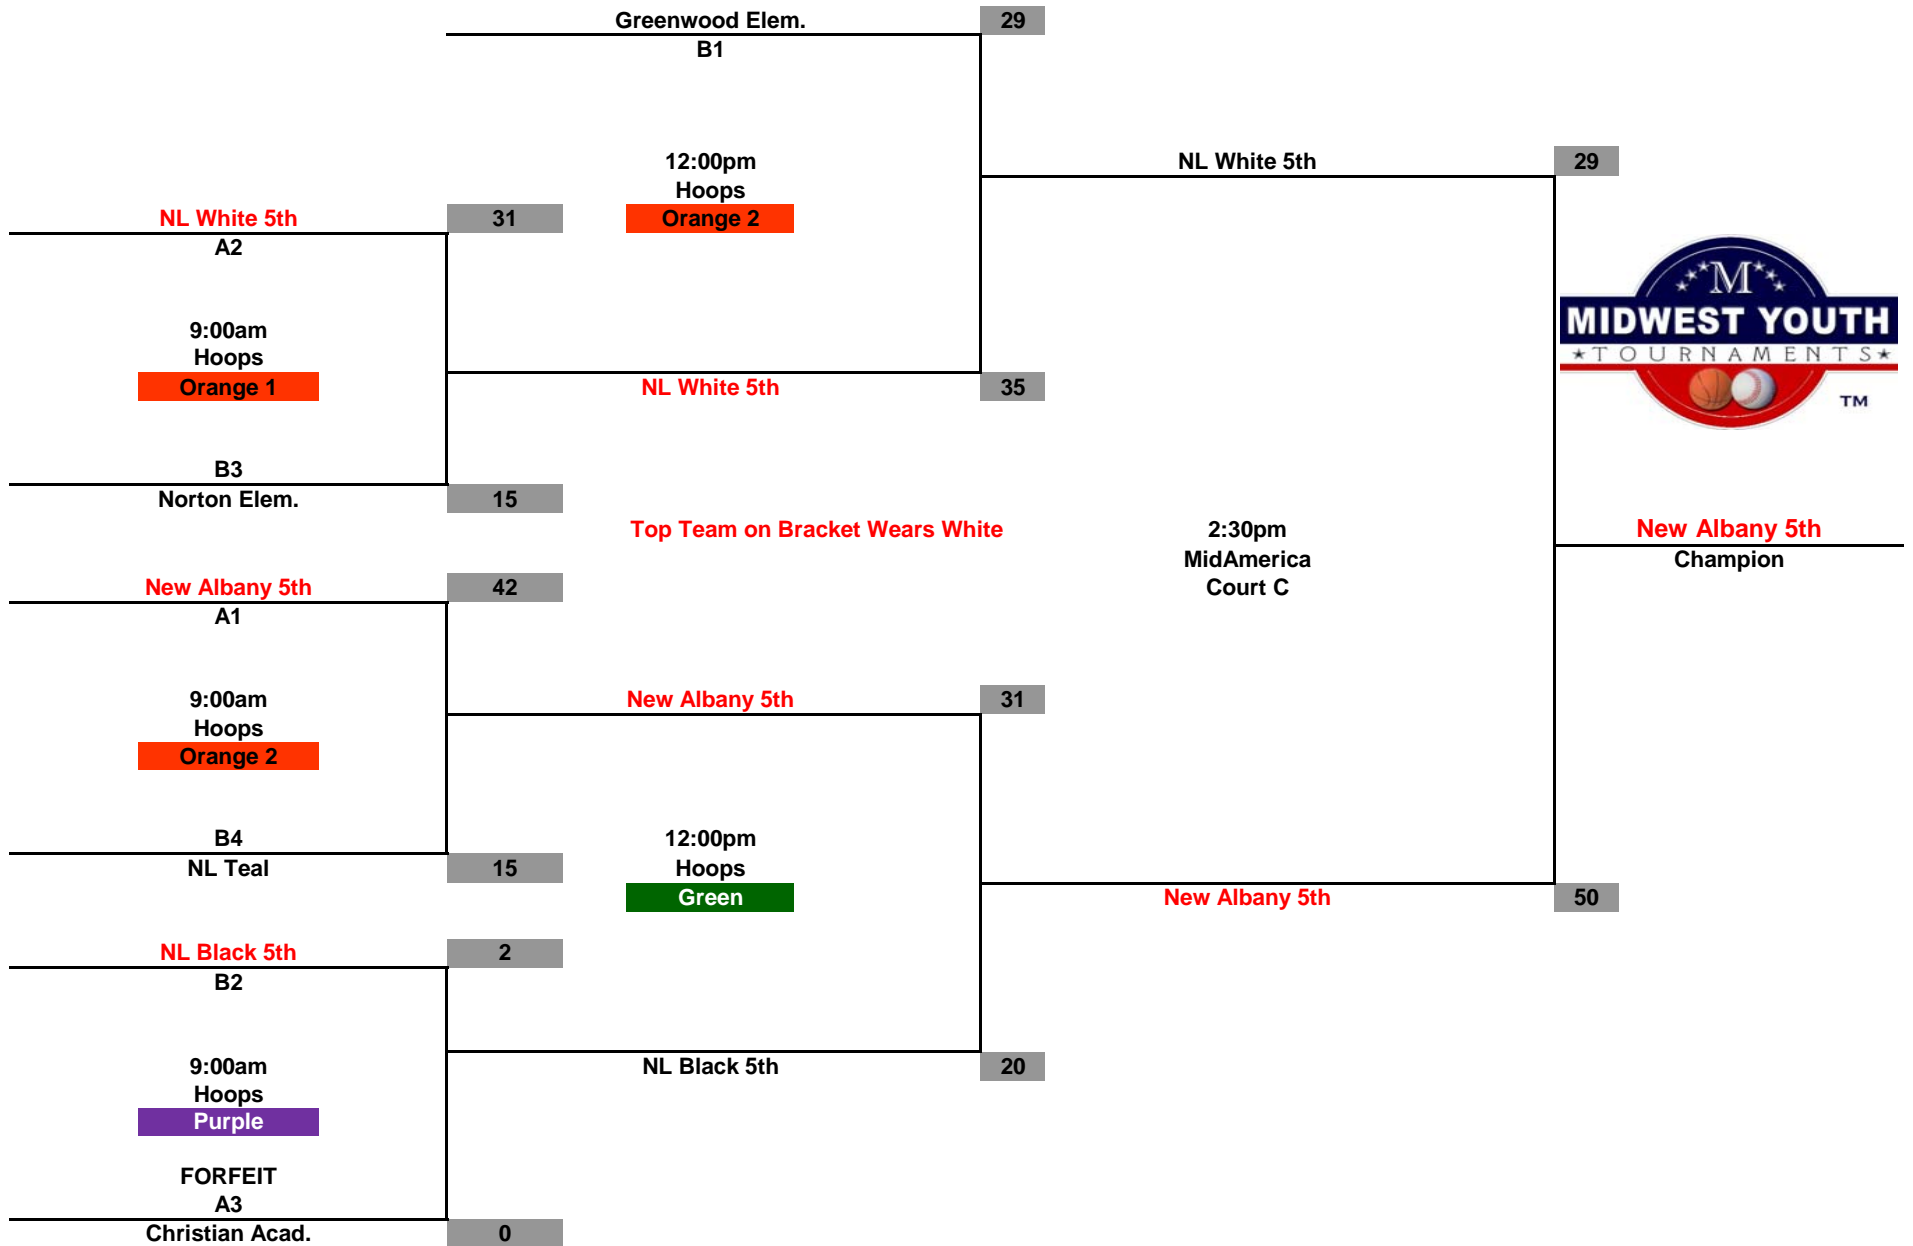 Greenwood Elem. 29
B1
12:00pm
Hoops
Orange 2
NL White 5th 29
NL White 5th 31
A2
9:00am
Hoops
Orange 1
NL White 5th 35
B3
Norton Elem. 15
M
MIDWEST YOUTH
TOURNAMENTS
TM
Top Team on Bracket Wears White
2:30pm
MidAmerica
Court C
New Albany 5th
Champion
New Albany 5th 42
A1
9:00am
Hoops
Orange 2
New Albany 5th 31
B4
NL Teal 15
12:00pm
Hoops
Green
New Albany 5th 50
NL Black 5th 2
B2
9:00am
Hoops
Purple
NL Black 5th 20
FORFEIT
A3
Christian Acad. 0